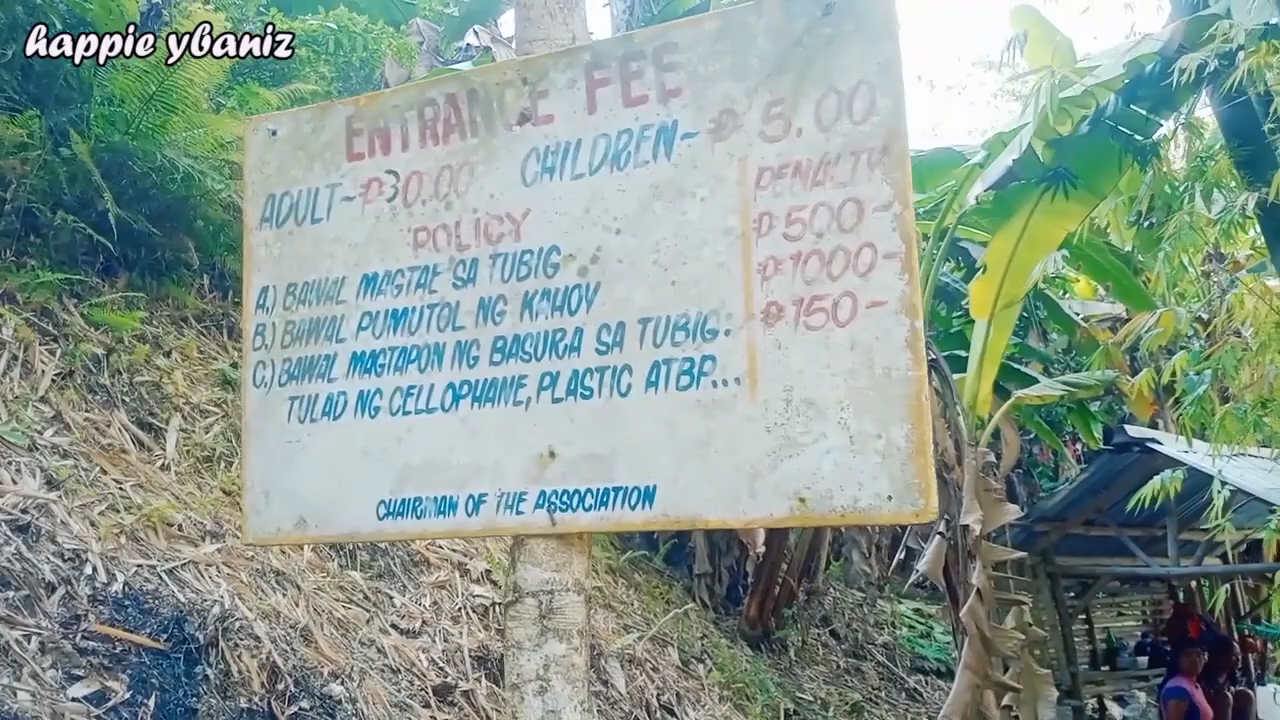 happie ybaniz
ENTRANCE FEE
ADULT~₱30.00 CHILDREN~ ₱ 5.00
POLICY PENALTY
A.) BAWAL MAGTAE SA TUBIG ₱500-
B.) BAWAL PUMUTOL NG KAHOY ₱1000-
C.) BAWAL MAGTAPON NG BASURA SA TUBIG. ₱150-
TULAD NG CELLOPHANE, PLASTIC ATBP...
CHAIRMAN OF THE ASSOCIATION